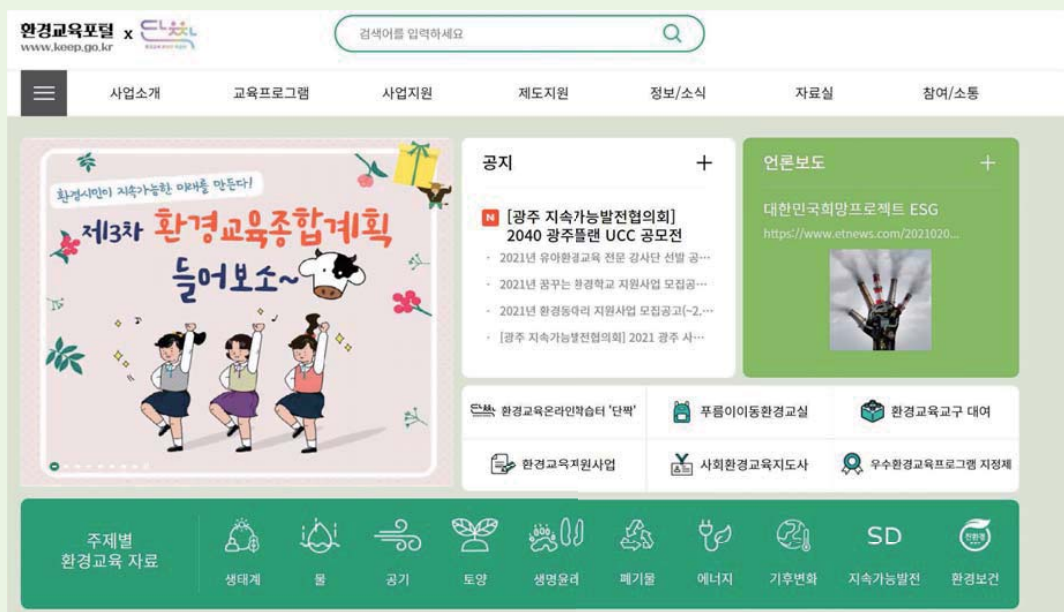 환경교육포털 x
www.keep.go.kr
검색어를 입력하세요
사업소개 교육프로그램 사업지원 제도지원 정보/소식 자료실 참여/소통
환경시민이 지속가능한 미래를 만든다!
제3차 환경교육종합계획
들어보소~
공지 +
N [광주 지속가능발전협의회]
2040 광주플랜 UCC 공모전
· 2021년 유아환경교육 전문 강사단 선발 공…
· 2021년 꿈꾸는 환경학교 지원사업 모집공…
· 2021년 환경동아리 지원사업 모집공고(~2.…
· [광주 지속가능발전협의회] 2021 광주 사…
언론보도 +
대한민국희망프로젝트 ESG
https://www.etnews.com/2021020...
환경교육온라인학습터 '단짝' 푸름이이동환경교실 환경교육교구 대여
환경교육지원사업 사회환경교육지도사 우수환경교육프로그램 지정제
주제별
환경교육 자료
생태계 물 공기 토양 생명윤리 폐기물 에너지 기후변화 SD 지속가능발전 친환경 환경보건